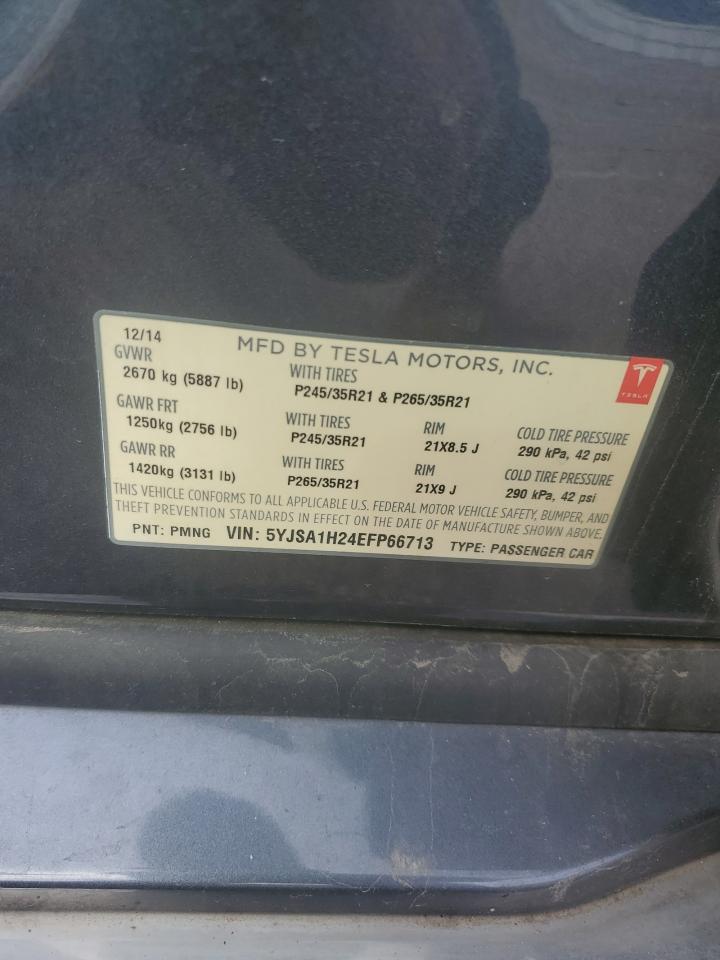 12/14 MFD BY TESLA MOTORS, INC.
GVWR WITH TIRES
2670 kg (5887 lb) P245/35R21 & P265/35R21
TESLA
GAWR FRT WITH TIRES RIM COLD TIRE PRESSURE
1250kg (2756 lb) P245/35R21 21X8.5 J 290 kPa, 42 psi
GAWR RR WITH TIRES RIM COLD TIRE PRESSURE
1420kg (3131 lb) P265/35R21 21X9 J 290 kPa, 42 psi
THIS VEHICLE CONFORMS TO ALL APPLICABLE U.S. FEDERAL MOTOR VEHICLE SAFETY, BUMPER, AND
THEFT PREVENTION STANDARDS IN EFFECT ON THE DATE OF MANUFACTURE SHOWN ABOVE.
PNT: PMNG VIN: 5YJSA1H24EFP66713 TYPE: PASSENGER CAR